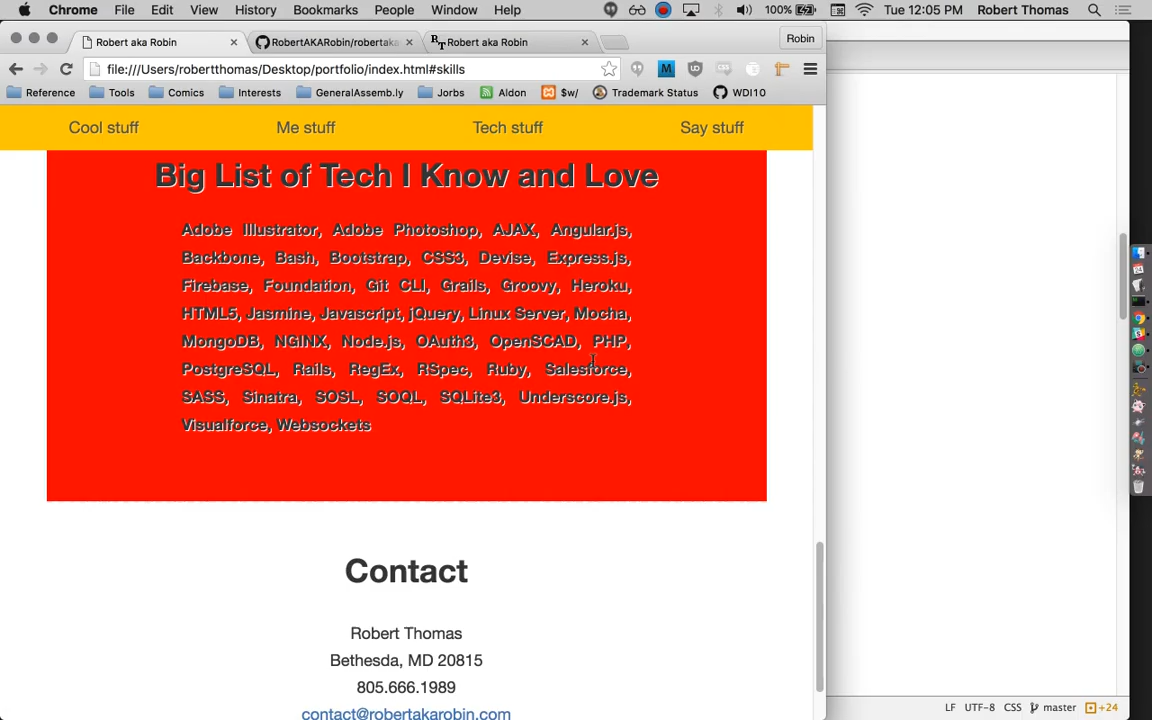 Chrome File Edit View History Bookmarks People Window Help 100% Tue 12:05 PM Robert Thomas
Robert aka Robin RobertAKARobin/robertaka Robert aka Robin Robin
file:///Users/robertthomas/Desktop/portfolio/index.html#skills
Reference Tools Comics Interests GeneralAssemb.ly Jorbs Aldon $w/ Trademark Status WDI10
Cool stuff Me stuff Tech stuff Say stuff
Big List of Tech I Know and Love
Adobe Illustrator, Adobe Photoshop, AJAX, Angular.js,
Backbone, Bash, Bootstrap, CSS3, Devise, Express.js,
Firebase, Foundation, Git CLI, Grails, Groovy, Heroku,
HTML5, Jasmine, Javascript, jQuery, Linux Server, Mocha,
MongoDB, NGINX, Node.js, OAuth3, OpenSCAD, PHP,
PostgreSQL, Rails, RegEx, RSpec, Ruby, Salesforce,
SASS, Sinatra, SOSL, SOQL, SQLite3, Underscore.js,
Visualforce, Websockets
Contact
Robert Thomas
Bethesda, MD 20815
805.666.1989
contact@robertakarobin.com
LF UTF-8 CSS master +24